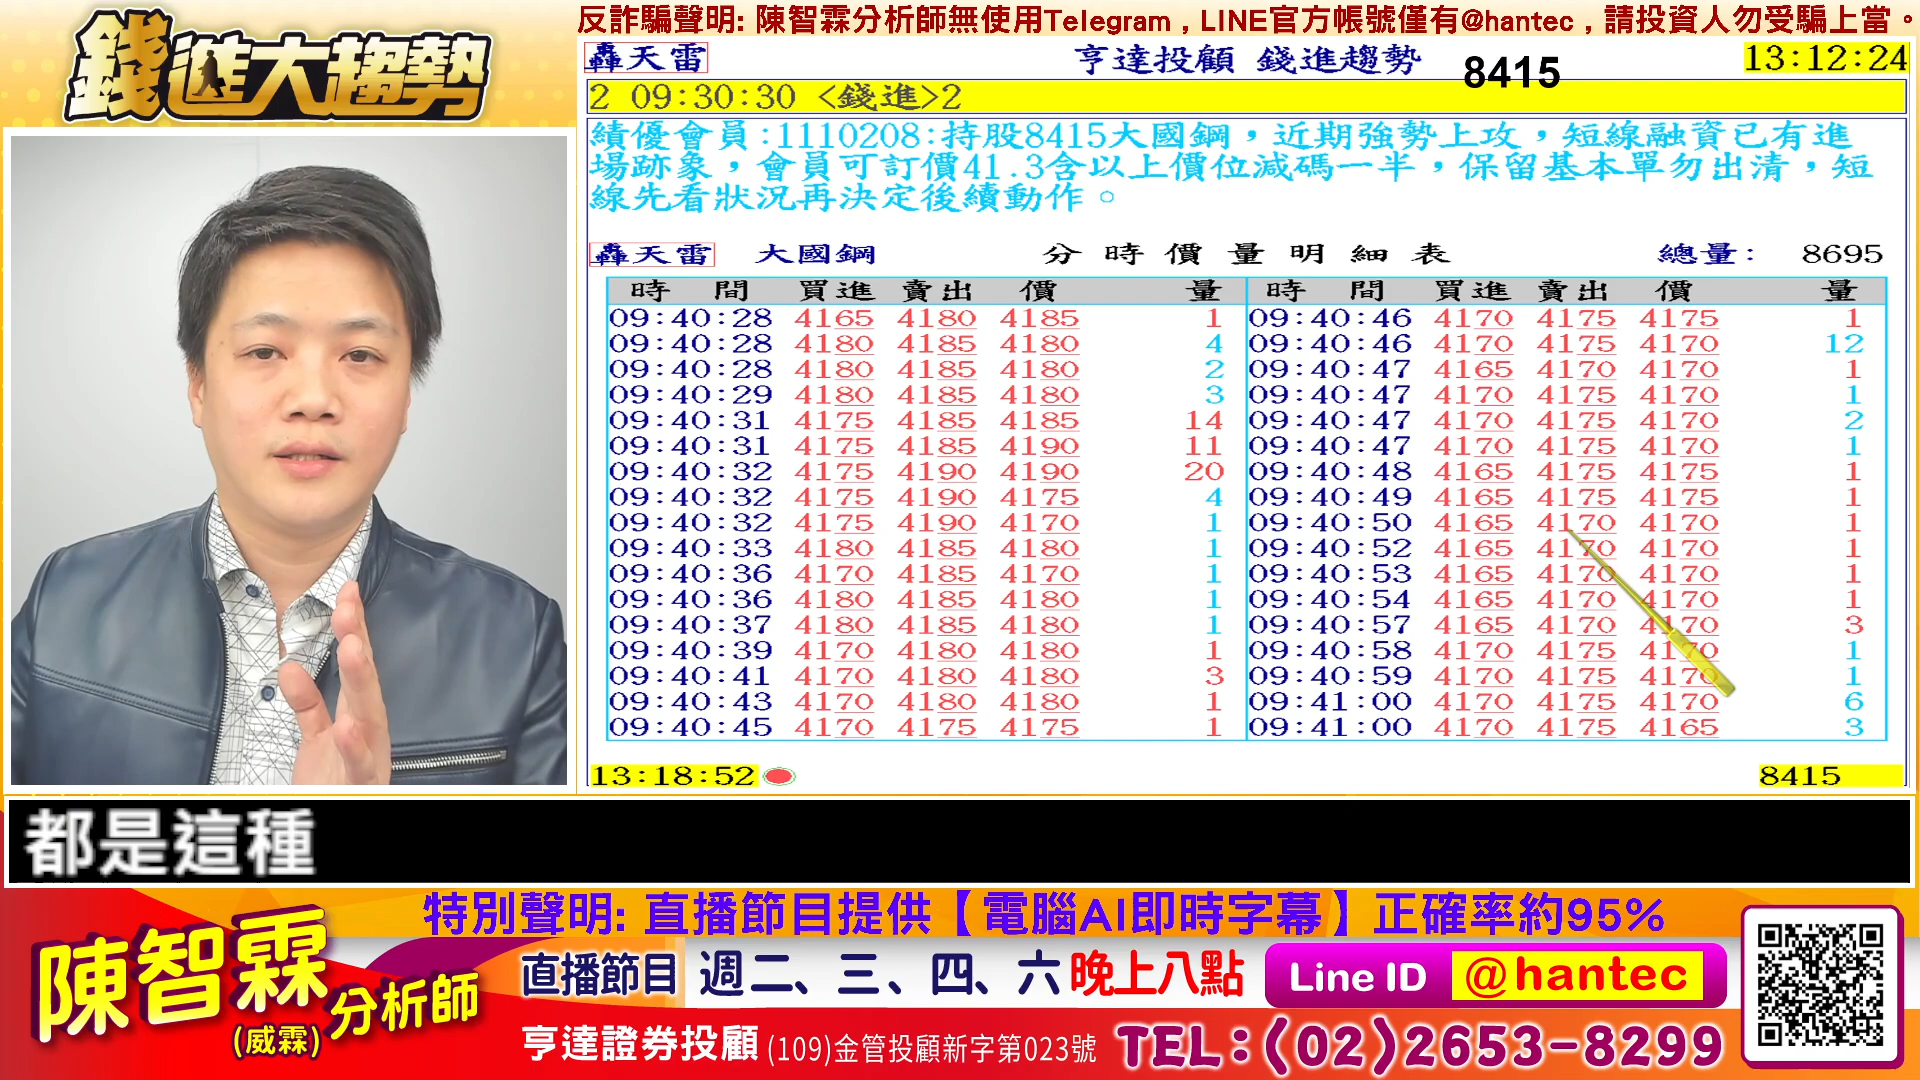 反詐騙聲明: 陳智霖分析師無使用Telegram , LINE官方帳號僅有@hantec , 請投資人勿受騙上當。
錢進大趨勢
轟天雷 亨達投顧 錢進趨勢 8415 13:12:24
2 09:30:30 <錢進>2
績優會員:1110208:持股8415大國鋼，近期強勢上攻，短線融資已有進
場跡象，會員可訂價41.3含以上價位減碼一半，保留基本單勿出清，短
線先看狀況再決定後續動作。
轟天雷 大國鋼 分時價量明細表 總量: 8695
時間 買進 賣出 價 量 時間 買進 賣出 價 量
09:40:28 4165 4180 4185 1 09:40:46 4170 4175 4175 1
09:40:28 4180 4185 4180 4 09:40:46 4170 4175 4170 12
09:40:28 4180 4185 4180 2 09:40:47 4165 4170 4170 1
09:40:29 4180 4185 4180 3 09:40:47 4170 4175 4170 1
09:40:31 4175 4185 4185 14 09:40:47 4170 4175 4170 2
09:40:31 4175 4185 4190 11 09:40:47 4170 4175 4170 1
09:40:32 4175 4190 4190 20 09:40:48 4165 4175 4175 1
09:40:32 4175 4190 4175 4 09:40:49 4165 4175 4175 1
09:40:32 4175 4190 4170 1 09:40:50 4165 4170 4170 1
09:40:33 4180 4185 4180 1 09:40:52 4165 4170 4170 1
09:40:36 4170 4185 4170 1 09:40:53 4165 4170 4170 1
09:40:36 4180 4185 4180 1 09:40:54 4165 4170 4170 1
09:40:37 4180 4185 4180 1 09:40:57 4165 4170 4170 3
09:40:39 4170 4180 4180 1 09:40:58 4170 4175 4170 1
09:40:41 4170 4180 4180 3 09:40:59 4170 4175 4170 1
09:40:43 4170 4180 4180 1 09:41:00 4170 4175 4170 6
09:40:45 4170 4175 4175 1 09:41:00 4170 4175 4165 3
13:18:52 8415
都是這種
特別聲明: 直播節目提供【電腦AI即時字幕】正確率約95%
陳智霖分析師
(威霖)
直播節目 週二、三、四、六 晚上八點 Line ID @hantec
亨達證券投顧 (109)金管投顧新字第023號 TEL:(02)2653-8299